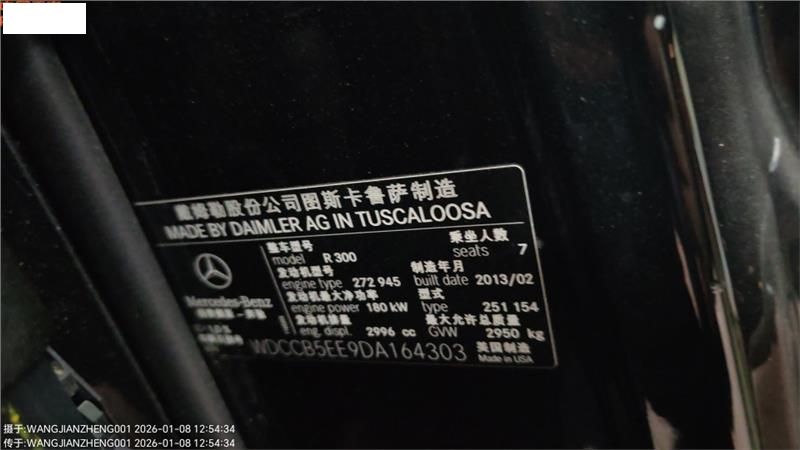 戴姆勒股份公司图斯卡鲁萨制造
MADE BY DAIMLER AG IN TUSCALOOSA
Mercedes-Benz
整车型号
model R 300
乘坐人数
seats 7
发动机型号
engine type 272 945
制造年月
built date 2013/02
发动机最大净功率
engine power 180 kW
型式
type 251 154
发动机排量
eng. displ. 2996 cc
最大允许总质量
GVW 2950 kg
WDCCB5EE9DA164303
美国制造
Made in USA
摄于:WANGJIANZHENG001 2026-01-08 12:54:34
传于:WANGJIANZHENG001 2026-01-08 12:54:34